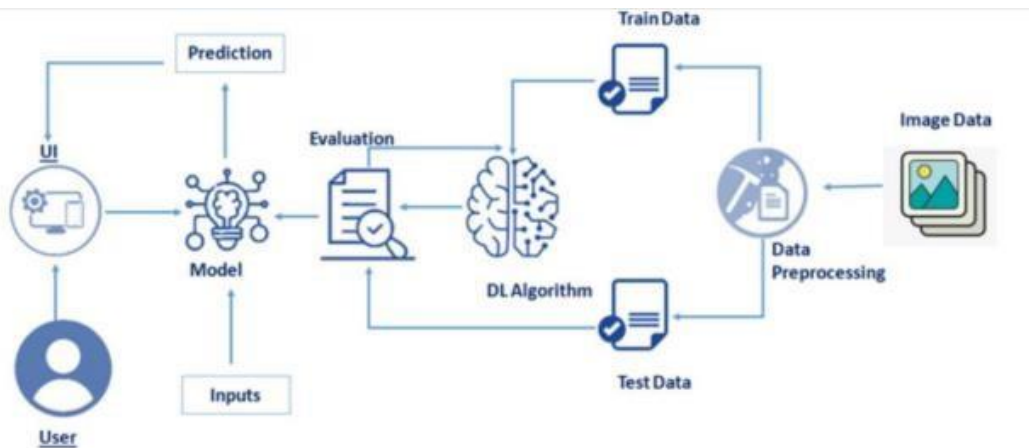 Train Data
Prediction
Image Data
Evaluation
UI
Data
Preprocessing
Model
DL Algorithm
Inputs
Test Data
User